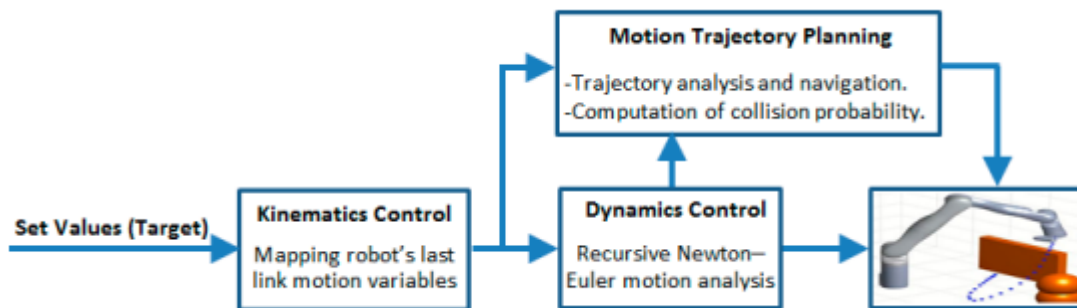 Motion Trajectory Planning
-Trajectory analysis and navigation.
-Computation of collision probability.
Set Values (Target)
Kinematics Control
Mapping robot's last
link motion variables
Dynamics Control
Recursive Newton—
Euler motion analysis